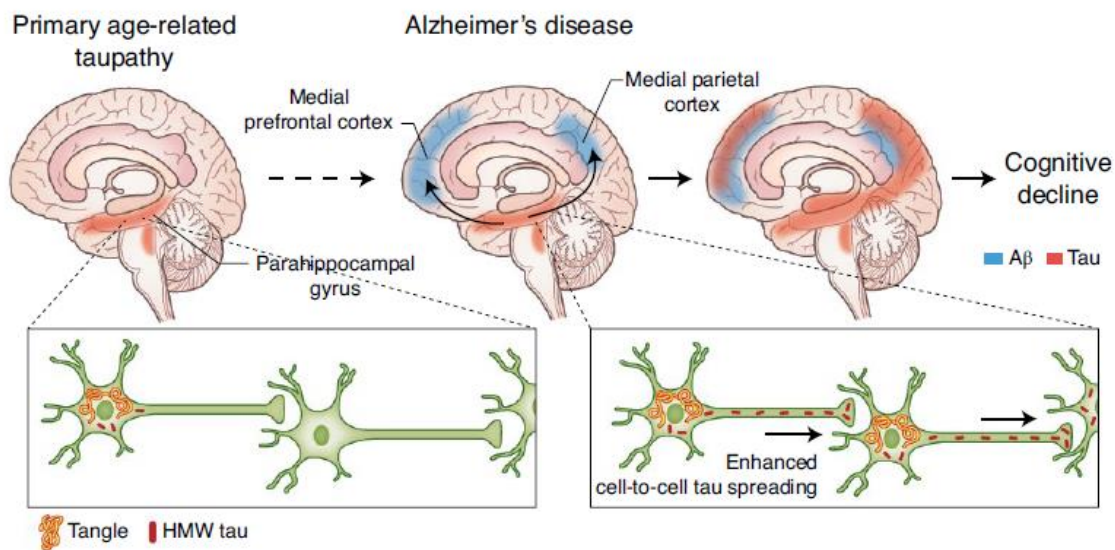 Primary age-related
taupathy
Alzheimer's disease
Medial
prefrontal cortex
Medial parietal
cortex
Parahippocampal
gyrus
Cognitive
decline
Aβ Tau
Enhanced
cell-to-cell tau spreading
Tangle HMW tau